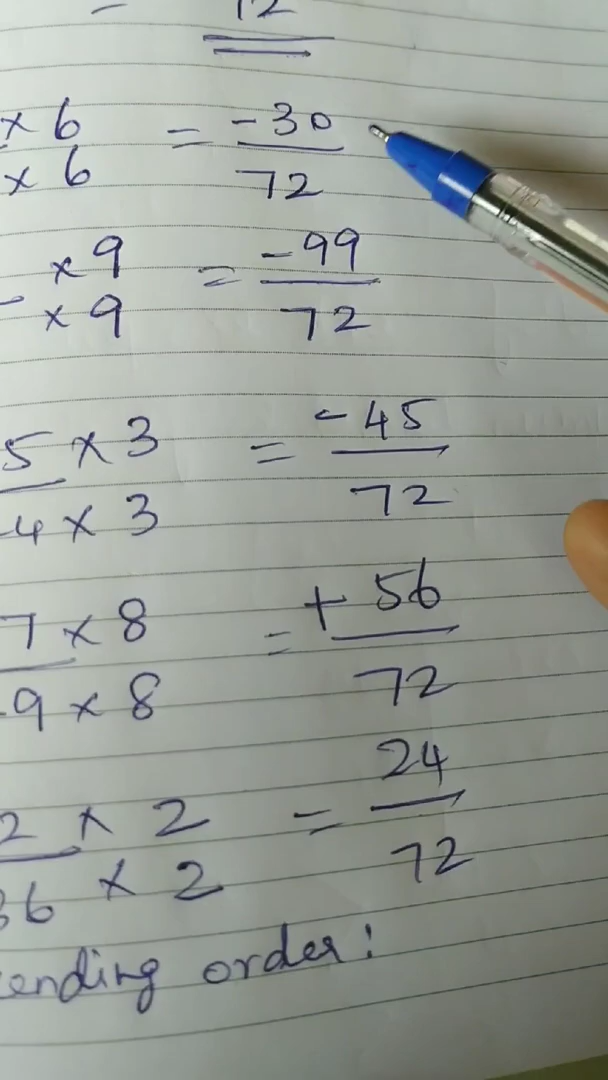 12
× 6 = -30
× 6 72
× 9 = -99
- × 9 72
5 × 3 = -45
4 × 3 72
7 × 8 = + 56
-9 × 8 72
2 × 2 = 24
36 × 2 72
ending order: